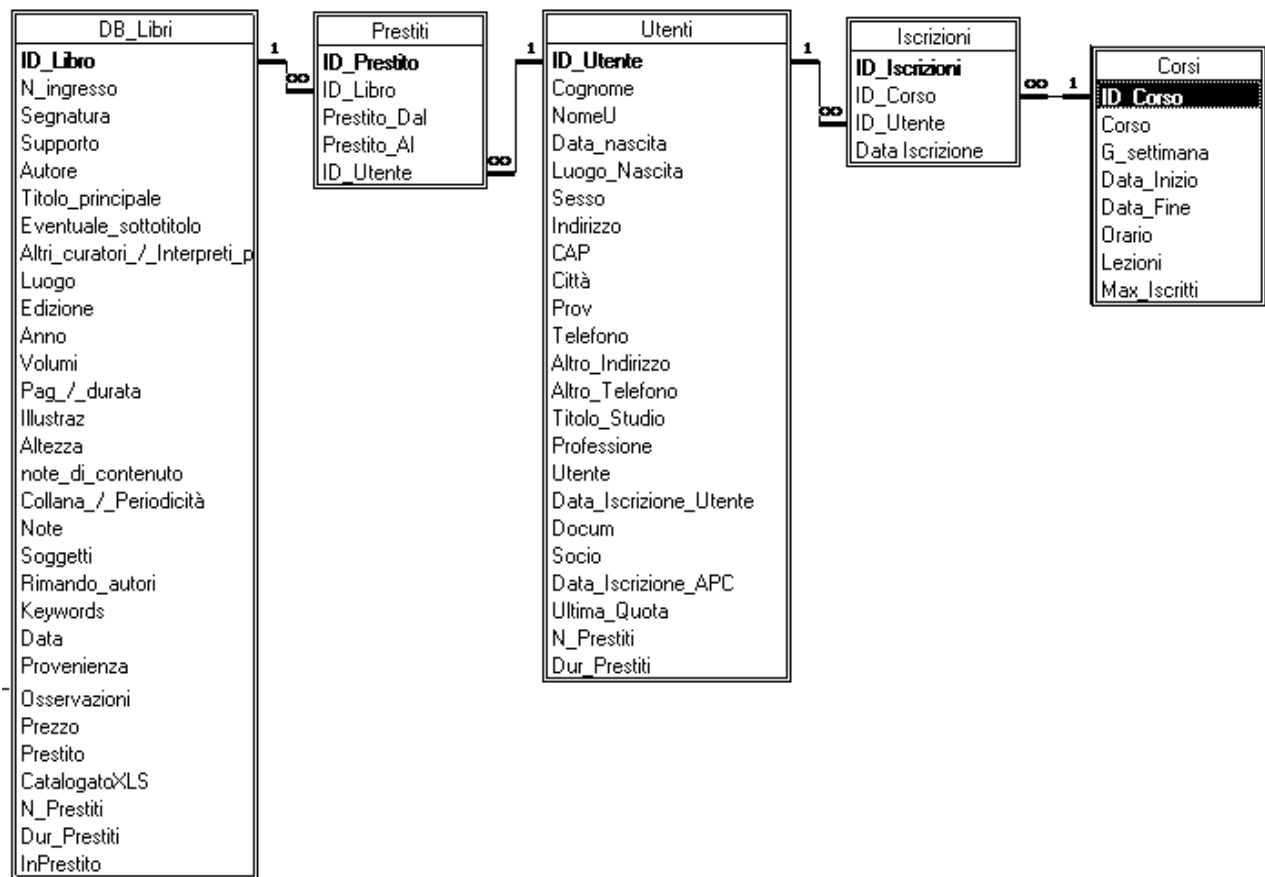 DB_Libri
ID_Libro
N_ingresso
Segnatura
Supporto
Autore
Titolo_principale
Eventuale_sottotitolo
Altri_curatori_/_Interpreti_p
Luogo
Edizione
Anno
Volumi
Pag_/_durata
Illustraz
Altezza
note_di_contenuto
Collana_/_Periodicità
Note
Soggetti
Rimando_autori
Keywords
Data
Provenienza
Osservazioni
Prezzo
Prestito
CatalogatoXLS
N_Prestiti
Dur_Prestiti
InPrestito
1
∞
Prestiti
ID_Prestito
ID_Libro
Prestito_Dal
Prestito_Al
ID_Utente
1
∞
Utenti
ID_Utente
Cognome
NomeU
Data_nascita
Luogo_Nascita
Sesso
Indirizzo
CAP
Città
Prov
Telefono
Altro_Indirizzo
Altro_Telefono
Titolo_Studio
Professione
Utente
Data_Iscrizione_Utente
Docum
Socio
Data_Iscrizione_APC
Ultima_Quota
N_Prestiti
Dur_Prestiti
1
∞
Iscrizioni
ID_Iscrizioni
ID_Corso
ID_Utente
Data Iscrizione
∞ 1
Corsi
ID_Corso
Corso
G_settimana
Data_Inizio
Data_Fine
Orario
Lezioni
Max_Iscritti